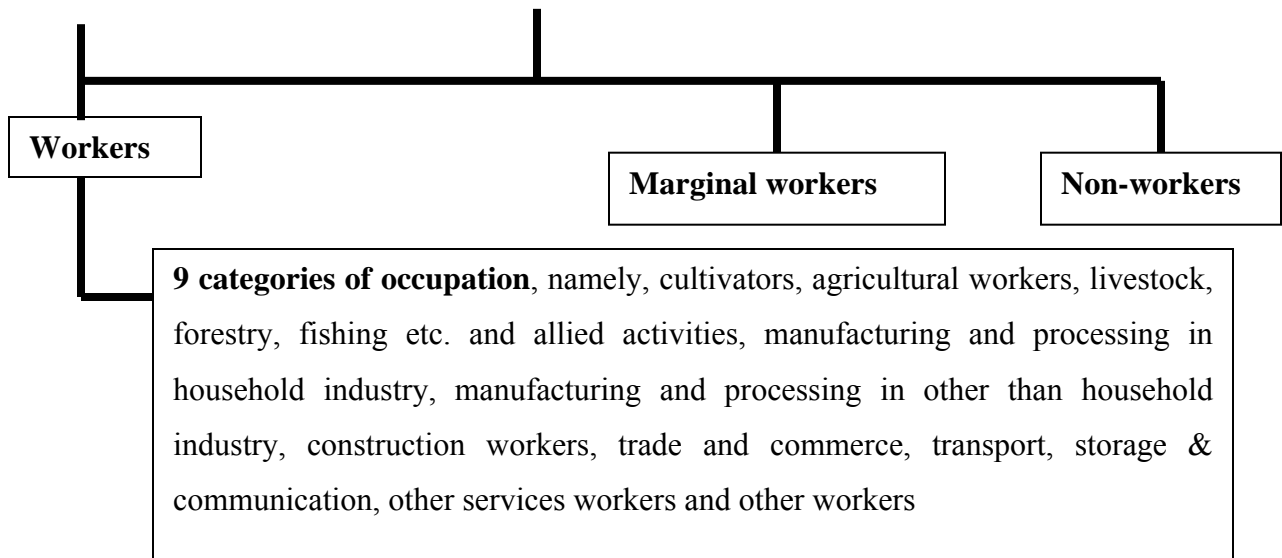 Workers
Marginal workers
Non-workers
9 categories of occupation, namely, cultivators, agricultural workers, livestock,
forestry, fishing etc. and allied activities, manufacturing and processing in
household industry, manufacturing and processing in other than household
industry, construction workers, trade and commerce, transport, storage &
communication, other services workers and other workers